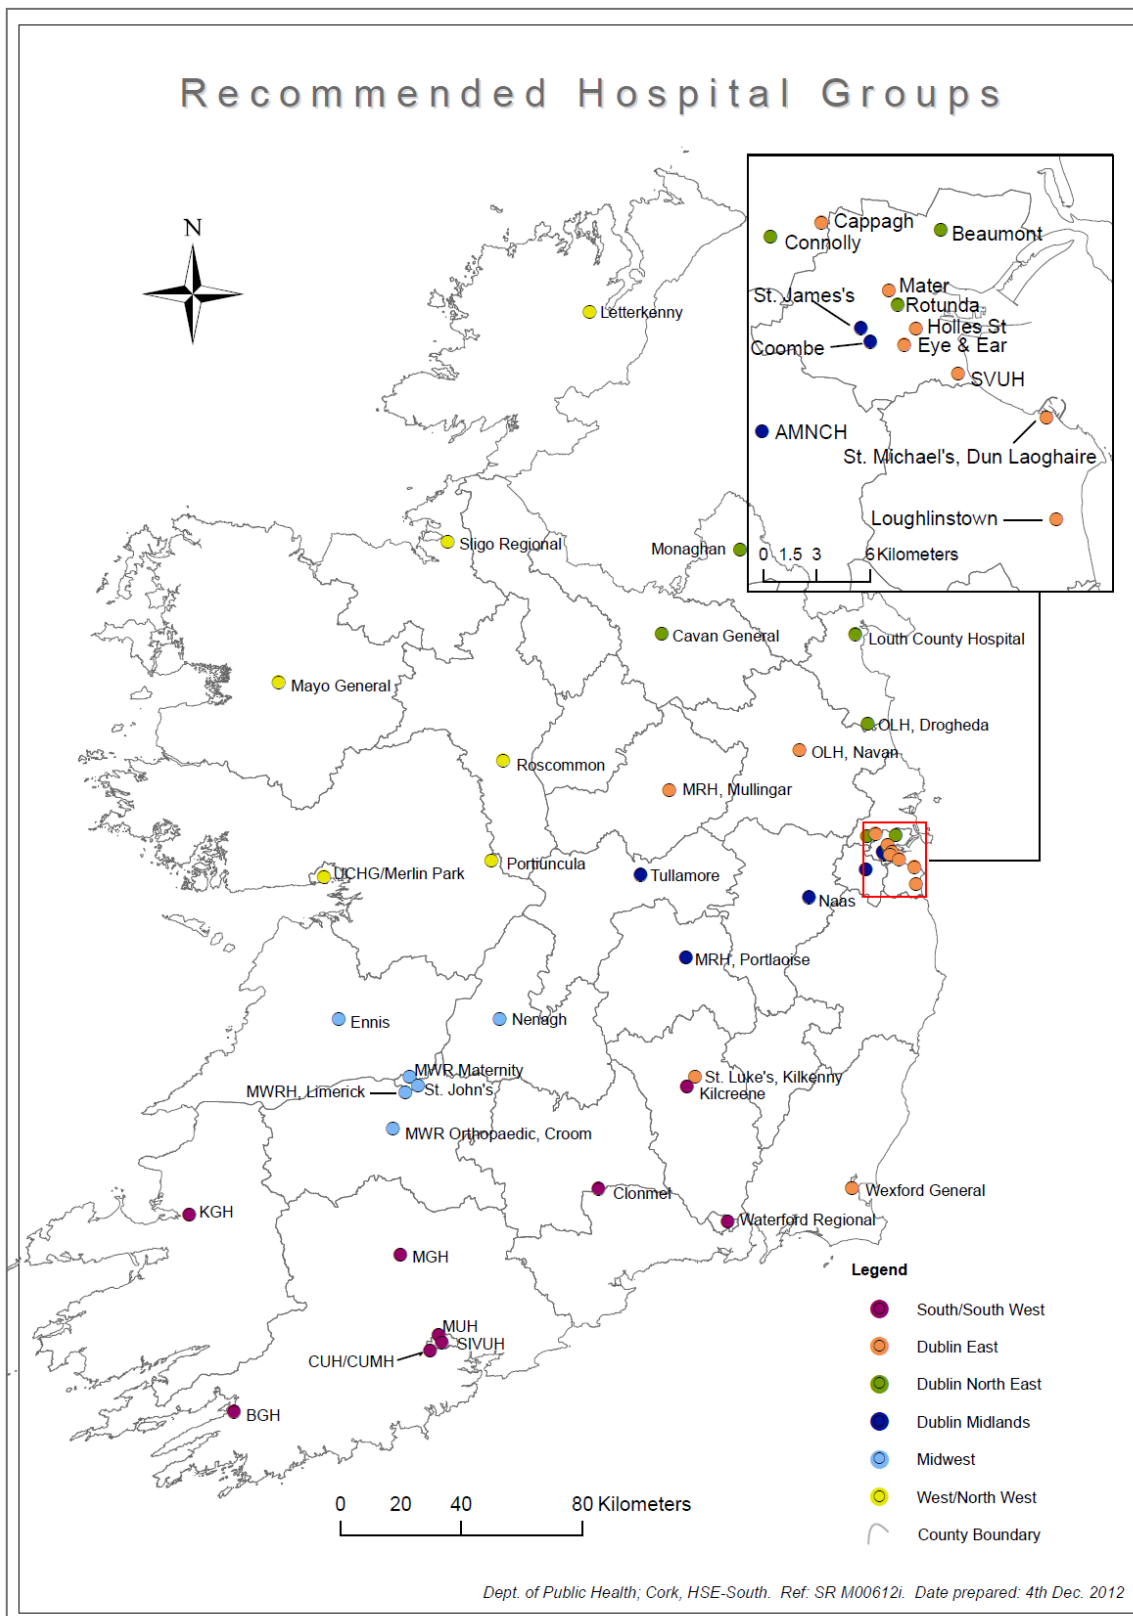 Recommended Hospital Groups
N
Cappagh
Connolly
Beaumont
Mater
St. James's
Rotunda
Holles St
Coombe
Eye & Ear
SVUH
AMNCH
St. Michael's, Dun Laoghaire
Loughlinstown
0 1.5 3 6 Kilometers
Letterkenny
Sligo Regional
Monaghan
Cavan General
Louth County Hospital
Mayo General
OLH, Drogheda
OLH, Navan
Roscommon
MRH, Mullingar
Portiuncula
UCHG/Merlin Park
Tullamore
Naas
MRH, Portlaoise
Ennis
Nenagh
MWR Maternity
St. John's
MWRH, Limerick
St. Luke's, Kilkenny
Kilcreene
MWR Orthopaedic, Croom
Clonmel
Wexford General
KGH
Waterford Regional
MGH
MUH
SIVUH
CUH/CUMH
BGH
Legend
South/South West
Dublin East
Dublin North East
Dublin Midlands
Midwest
West/North West
County Boundary
0 20 40 80 Kilometers
Dept. of Public Health; Cork, HSE-South. Ref: SR M00612i. Date prepared: 4th Dec. 2012